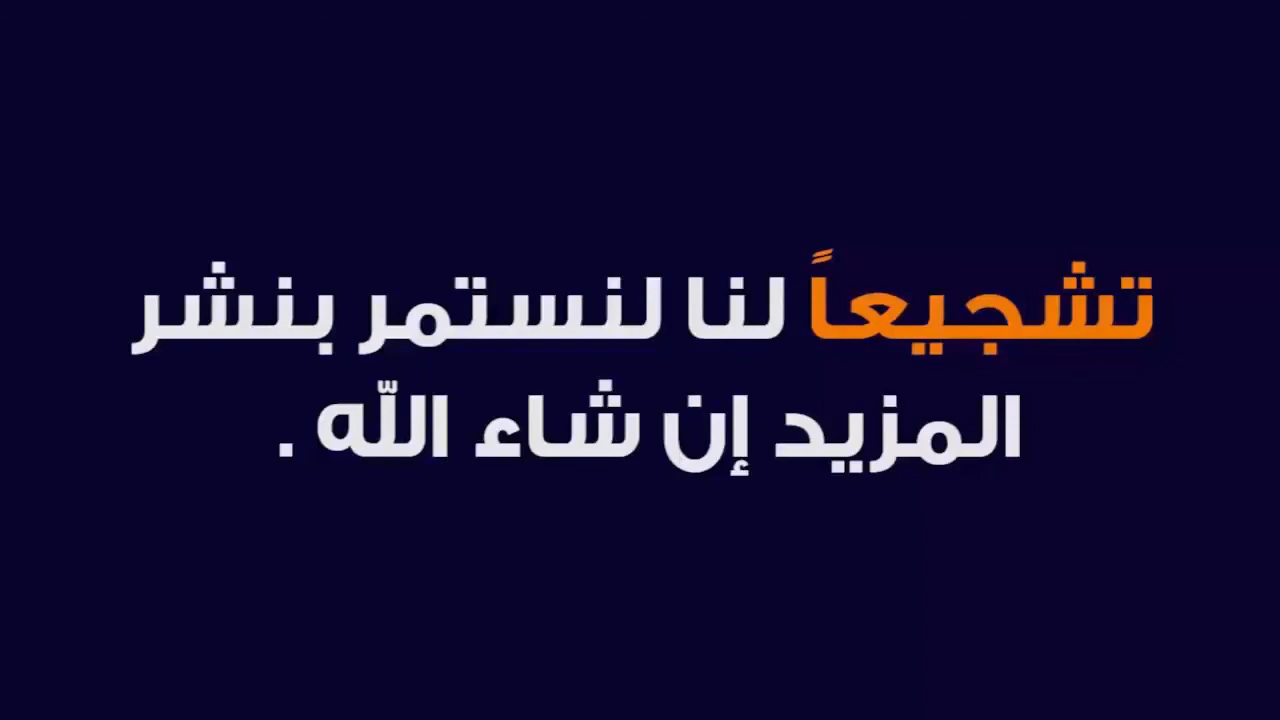 تشجيعاً لنا لنستمر بنشر
المزيد إن شاء اللّه .